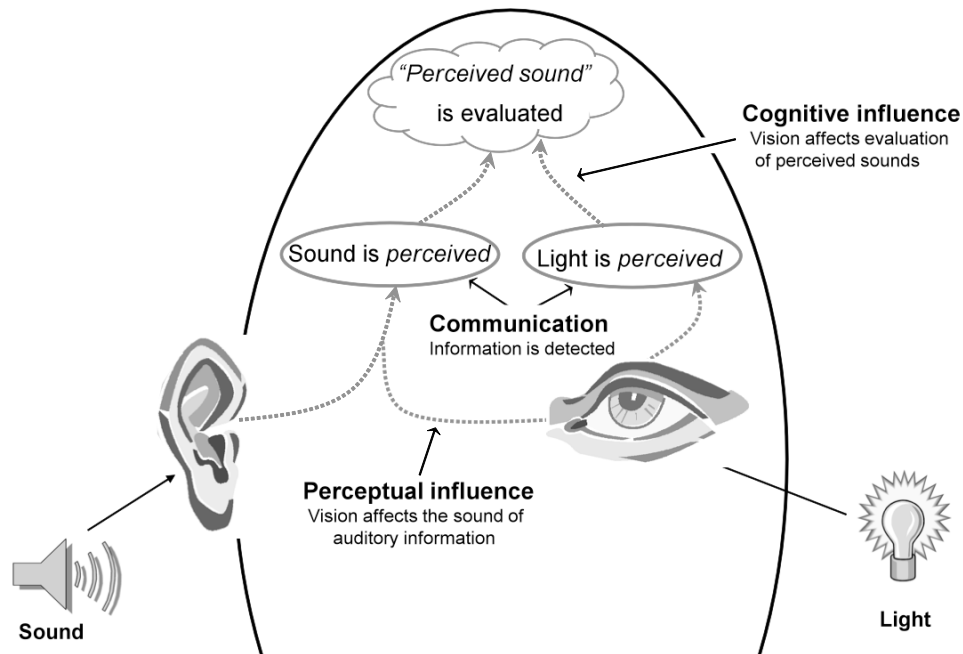 “Perceived sound”
is evaluated
Cognitive influence
Vision affects evaluation
of perceived sounds
Sound is perceived
Light is perceived
Communication
Information is detected
Perceptual influence
Vision affects the sound of
auditory information
Sound
Light